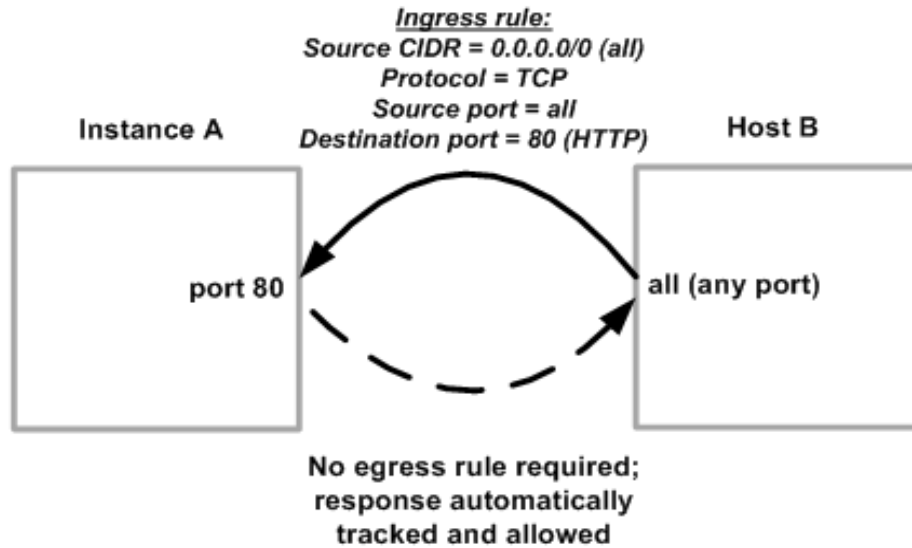 Ingress rule:
Source CIDR = 0.0.0.0/0 (all)
Protocol = TCP
Source port = all
Destination port = 80 (HTTP)
Instance A
Host B
port 80
all (any port)
No egress rule required;
response automatically
tracked and allowed